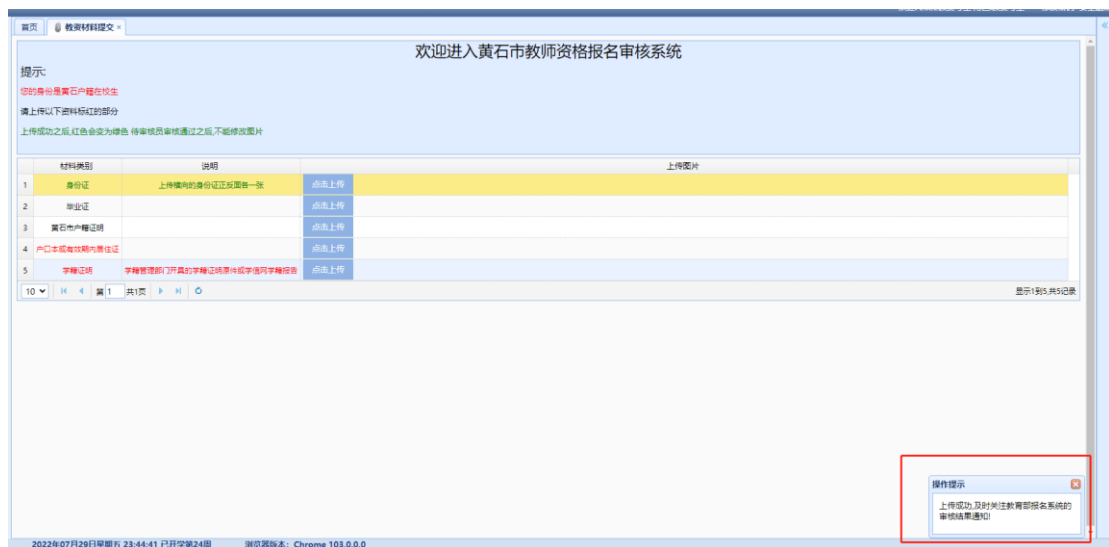 首页 教资材料提交 ×
欢迎进入黄石市教师资格报名审核系统
提示:
您的身份是黄石户籍在校生
请上传以下资料标红的部分
上传成功之后,红色会变为绿色 待审核员审核通过之后,不能修改图片
材料类别 说明 上传图片
1 身份证 上传横向的身份证正反面各一张 点击上传
2 毕业证 点击上传
3 黄石市户籍证明 点击上传
4 户口本或有效期内居住证 点击上传
5 学籍证明 学籍管理部门开具的学籍证明原件或学信网学籍报告 点击上传
10 第 1 共1页 显示1到5,共5记录
操作提示
上传成功,及时关注教育部报名系统的
审核结果通知!
2022年07月29日星期五 23:44:41 已开学第24周 浏览器版本: Chrome 103.0.0.0